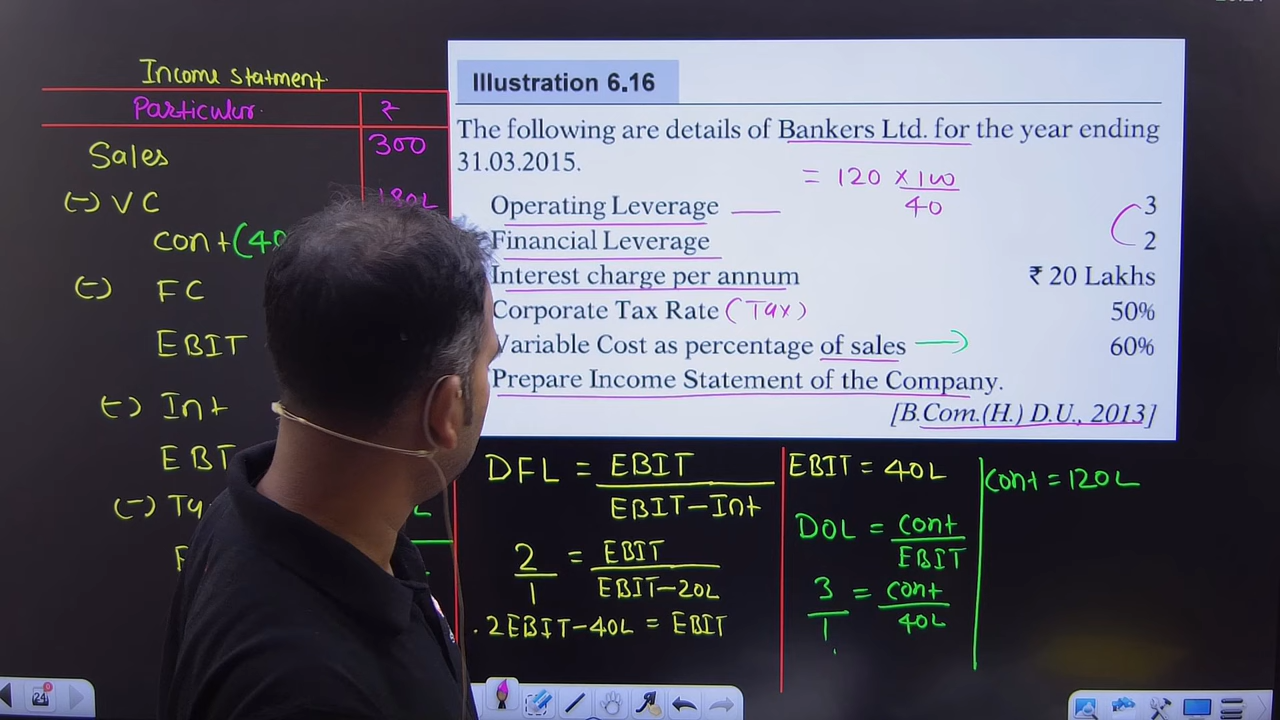 Income statment
Particular ₹
Sales 300
(-) VC 180L
Cont (40
(-) FC
EBIT
(-) Int
EBT
(-)
Illustration 6.16
The following are details of Bankers Ltd. for the year ending
31.03.2015.
= 120 × 100
40
Operating Leverage 3
Financial Leverage 2
Interest charge per annum ₹ 20 Lakhs
Corporate Tax Rate (Tax) 50%
Variable Cost as percentage of sales → 60%
Prepare Income Statement of the Company.
[B.Com.(H.) D.U., 2013]
DFL = EBIT
EBIT-Int
2 = EBIT
1 EBIT-20L
2EBIT-40L = EBIT
EBIT = 40L
DOL = Cont
EBIT
3 = Cont
1 40L
Cont = 120L
24